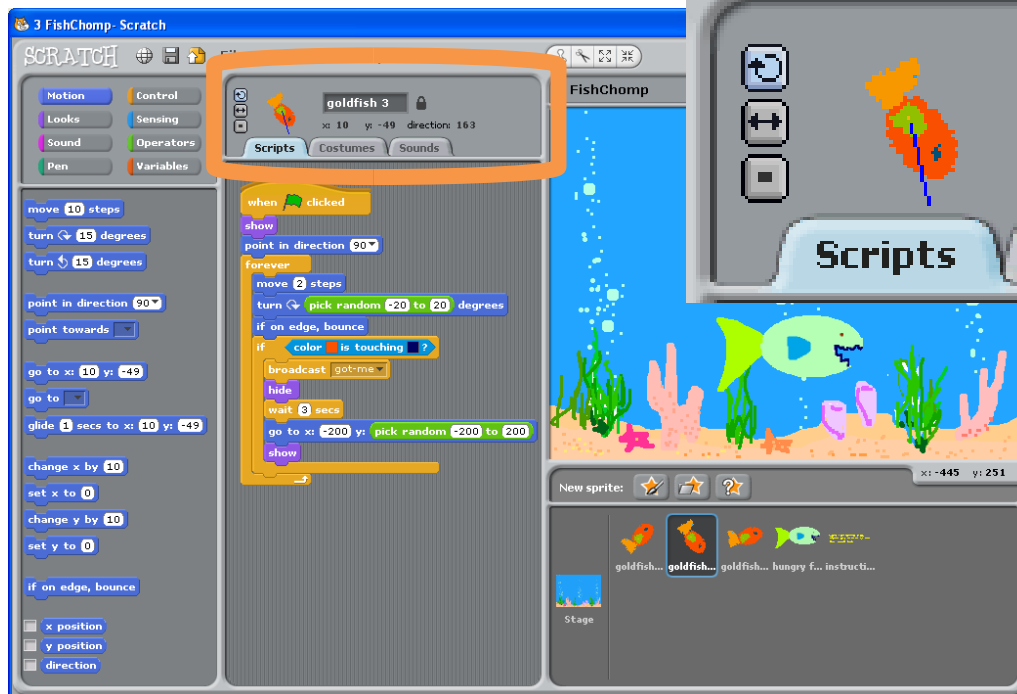 3 FishChomp- Scratch
SCRATCH
Motion Control
Looks Sensing
Sound Operators
Pen Variables
move 10 steps
turn 15 degrees
turn 15 degrees
point in direction 90
point towards
go to x: 10 y: -49
go to
glide 1 secs to x: 10 y: -49
change x by 10
set x to 0
change y by 10
set y to 0
if on edge, bounce
x position
y position
direction
goldfish 3
x: 10 y: -49 direction: 163
Scripts Costumes Sounds
when clicked
show
point in direction 90
forever
move 2 steps
turn pick random -20 to 20 degrees
if on edge, bounce
if color is touching ?
broadcast got-me
hide
wait 3 secs
go to x: -200 y: pick random -200 to 200
show
FishChomp
Scripts
x: -445 y: 251
New sprite:
goldfish... goldfish... goldfish... hungry f... instructi...
Stage